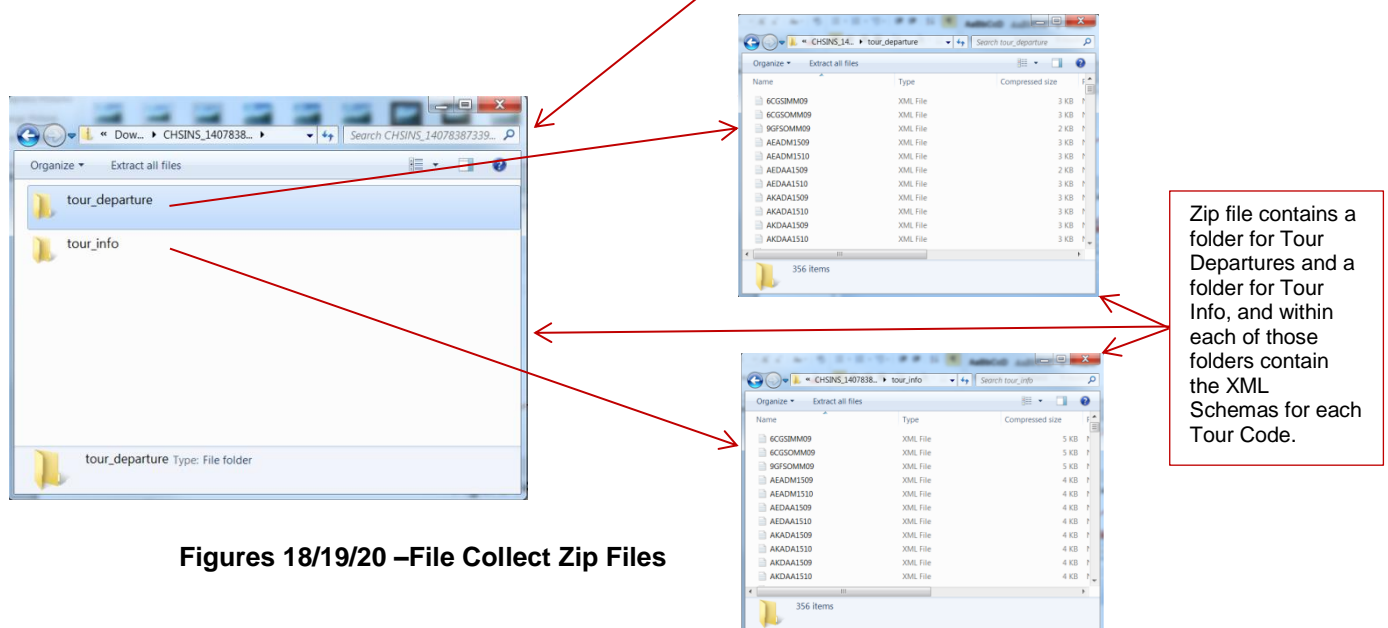 « Dow... ▸ CHSINS_1407838... ▸ Search CHSINS_14078387339...
Organize ▾ Extract all files
tour_departure
tour_info
tour_departure Type: File folder
« CHSINS_14... ▸ tour_departure Search tour_departure
Organize ▾ Extract all files
Name Type Compressed size
6CGSIMM09 XML File 3 KB
6CGSOMM09 XML File 3 KB
9GFSOMM09 XML File 2 KB
AEADM1509 XML File 2 KB
AEADM1510 XML File 3 KB
AEDAA1509 XML File 2 KB
AEDAA1510 XML File 3 KB
AKADA1509 XML File 3 KB
AKADA1510 XML File 3 KB
AKDAA1509 XML File 3 KB
AKDAA1510 XML File 3 KB
356 items
« CHSINS_1407838... ▸ tour_info Search tour_info
Organize ▾ Extract all files
Name Type Compressed size
6CGSIMM09 XML File 5 KB
6CGSOMM09 XML File 5 KB
9GFSOMM09 XML File 5 KB
AEADM1509 XML File 4 KB
AEADM1510 XML File 4 KB
AEDAA1509 XML File 4 KB
AEDAA1510 XML File 4 KB
AKADA1509 XML File 4 KB
AKADA1510 XML File 4 KB
AKDAA1509 XML File 4 KB
AKDAA1510 XML File 4 KB
356 items
Zip file contains a
folder for Tour
Departures and a
folder for Tour
Info, and within
each of those
folders contain
the XML
Schemas for each
Tour Code.
Figures 18/19/20 –File Collect Zip Files